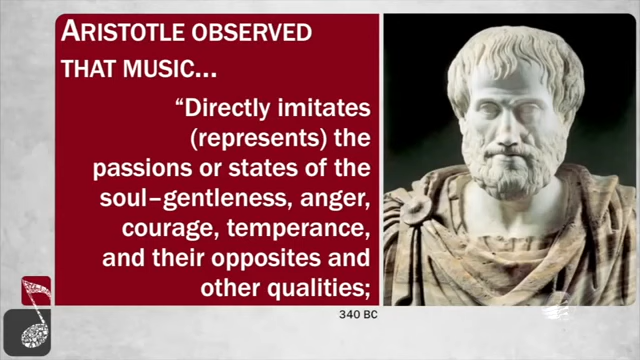 ARISTOTLE OBSERVED
THAT MUSIC...
“Directly imitates
(represents) the
passions or states of the
soul–gentleness, anger,
courage, temperance,
and their opposites and
other qualities;
340 BC